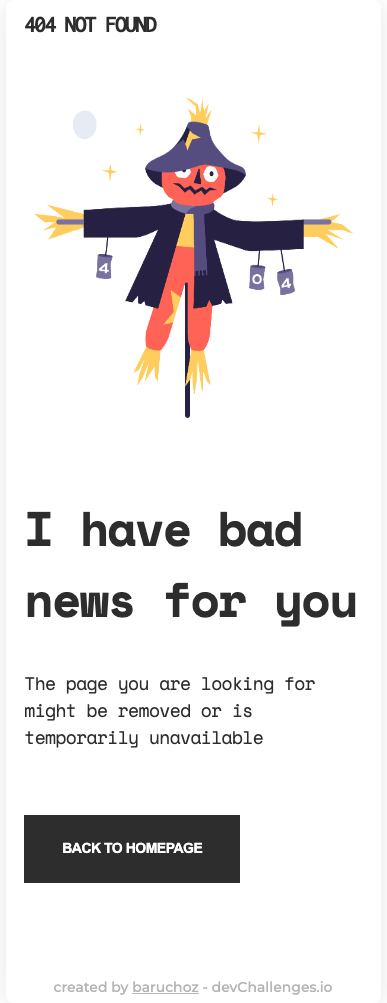 404 NOT FOUND
4
0
4
I have bad
news for you
The page you are looking for
might be removed or is
temporarily unavailable
BACK TO HOMEPAGE
created by baruchoz - devChallenges.io